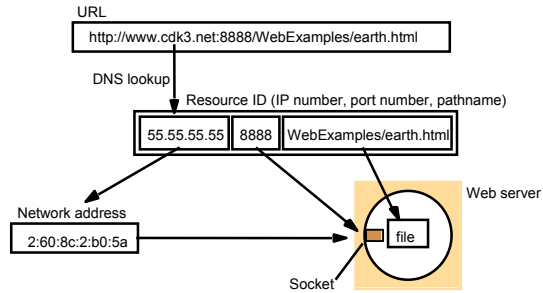 URL
http://www.cdk3.net:8888/WebExamples/earth.html
DNS lookup
Resource ID (IP number, port number, pathname)
55.55.55.55 8888 WebExamples/earth.html
Web server
Network address
2:60:8c:2:b0:5a
file
Socket